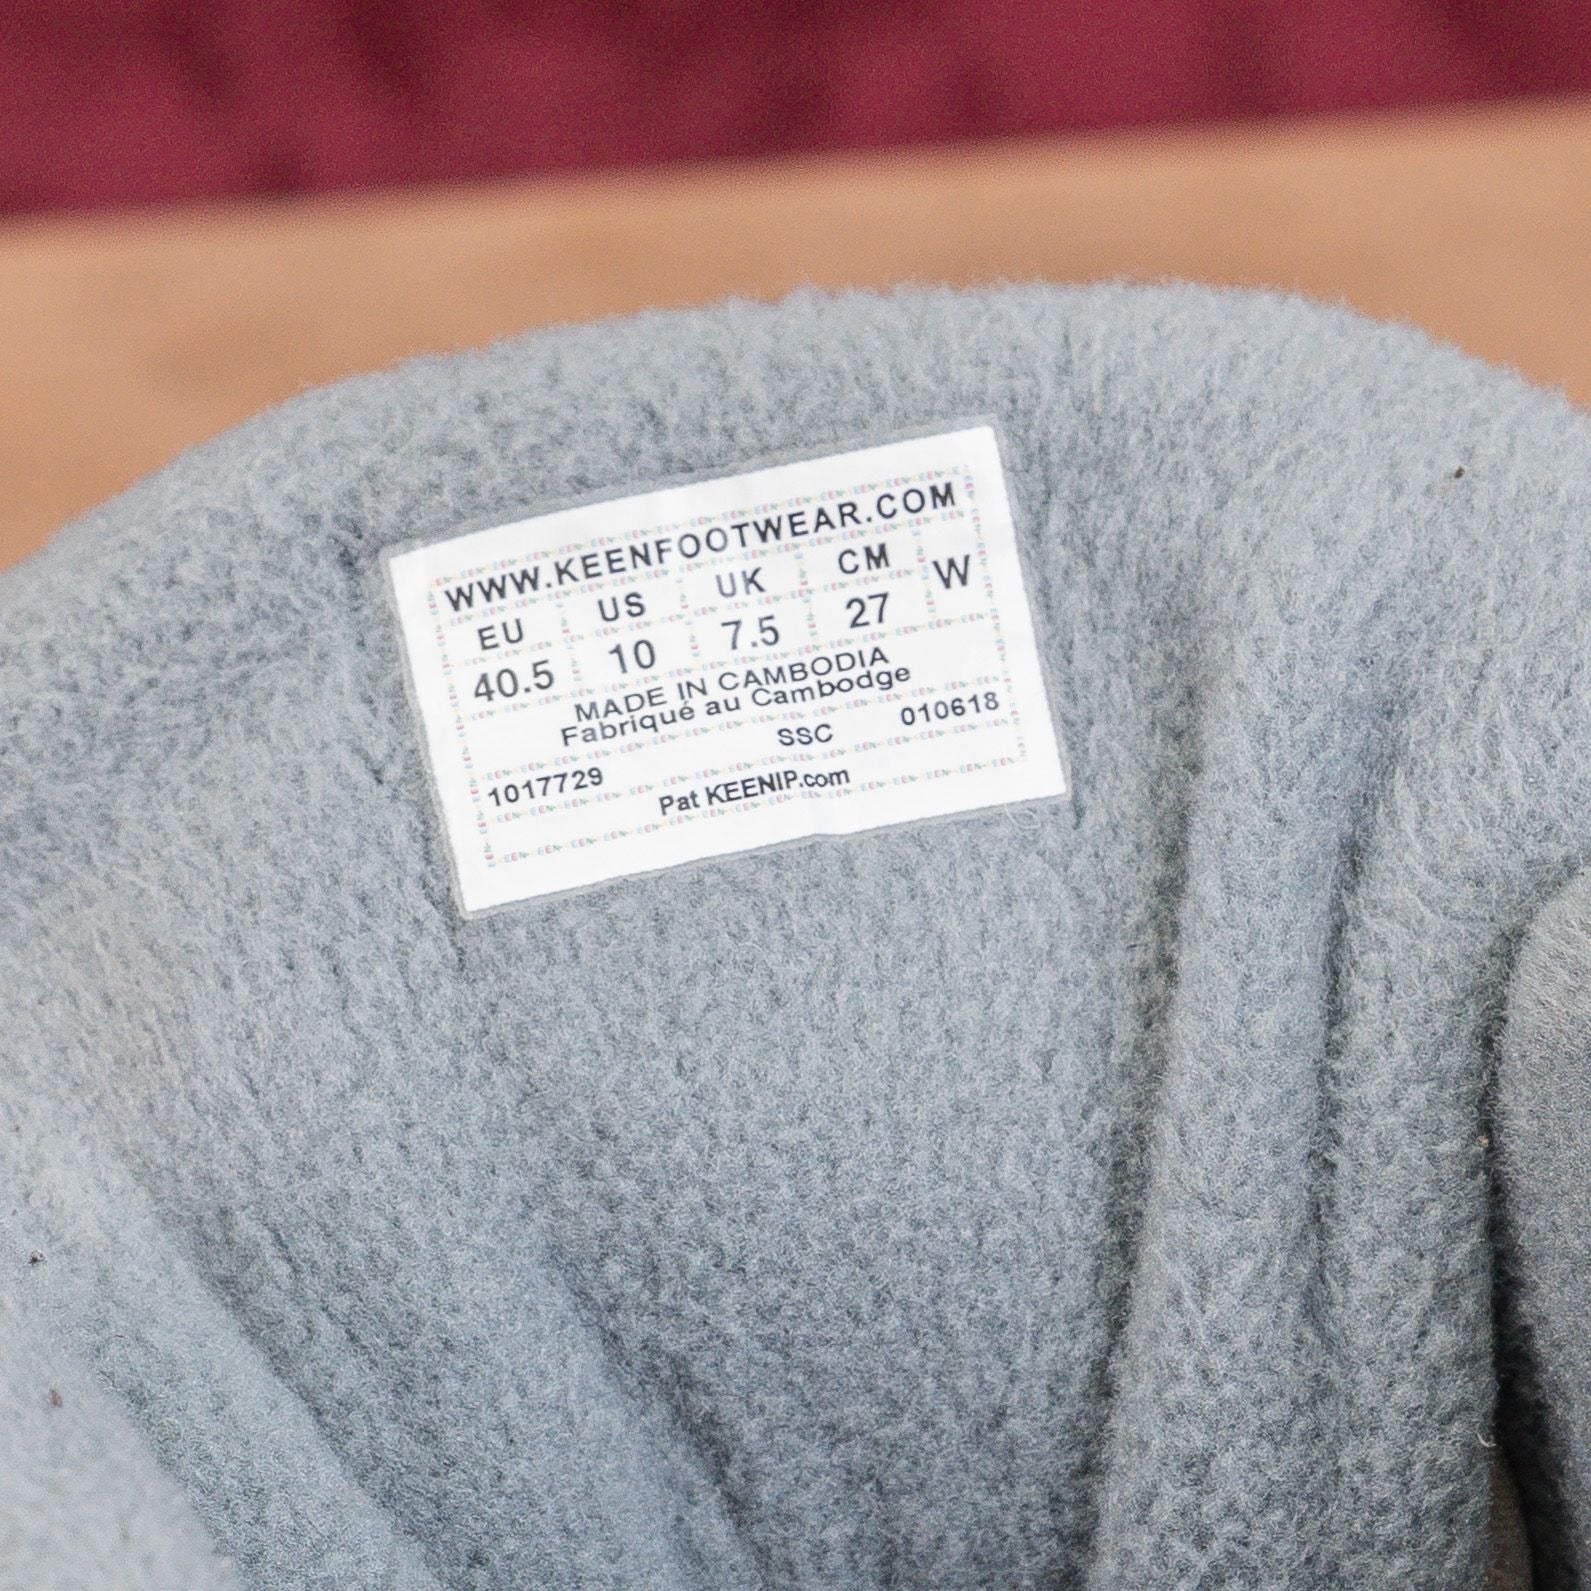 WWW.KEENFOOTWEAR.COM
EU US UK CM W
40.5 10 7.5 27
MADE IN CAMBODIA
Fabriqué au Cambodge
1017729 SSC 010618
Pat KEENIP.com